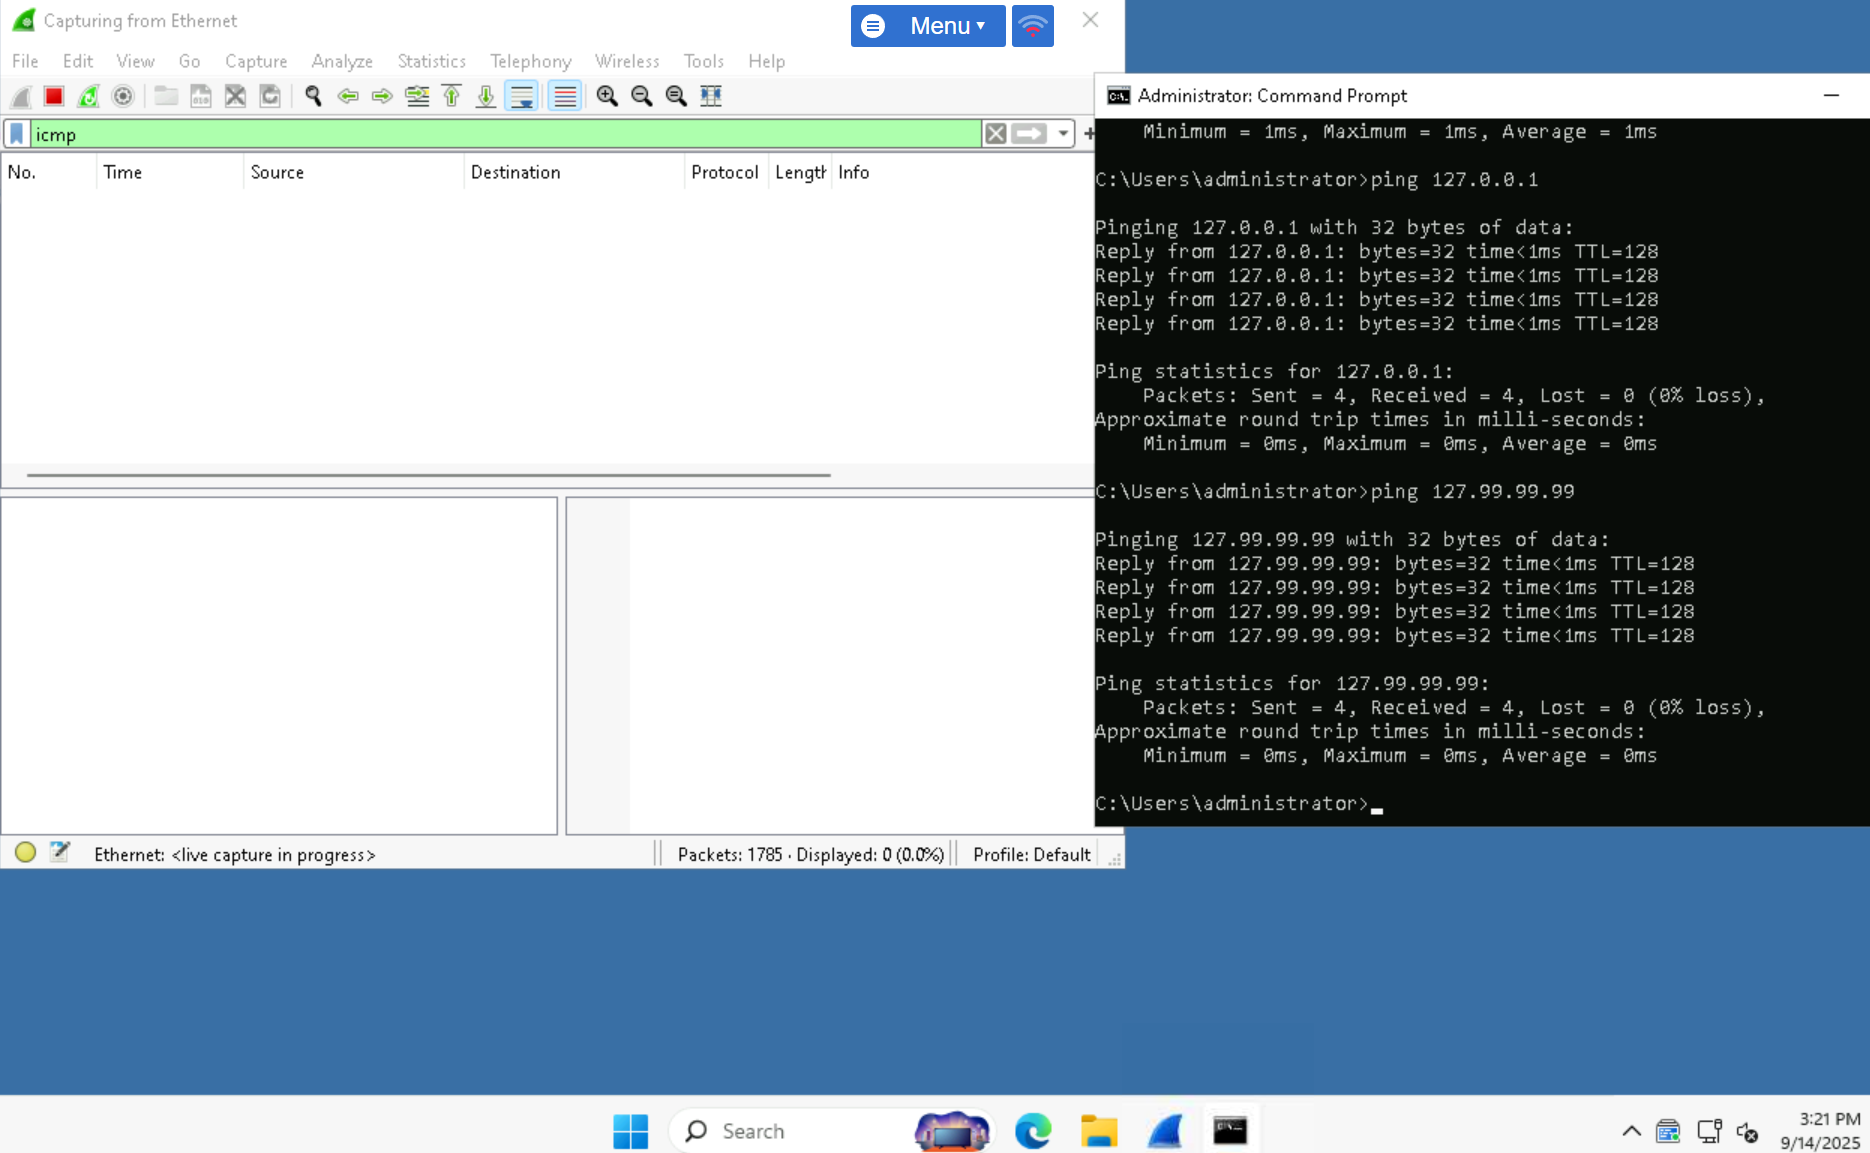 Capturing from Ethernet
Menu
File Edit View Go Capture Analyze Statistics Telephony Wireless Tools Help
icmp
No. Time Source Destination Protocol Length Info
Ethernet: <live capture in progress>
Packets: 1785 · Displayed: 0 (0.0%)
Profile: Default
Administrator: Command Prompt
Minimum = 1ms, Maximum = 1ms, Average = 1ms
C:\Users\administrator>ping 127.0.0.1
Pinging 127.0.0.1 with 32 bytes of data:
Reply from 127.0.0.1: bytes=32 time<1ms TTL=128
Reply from 127.0.0.1: bytes=32 time<1ms TTL=128
Reply from 127.0.0.1: bytes=32 time<1ms TTL=128
Reply from 127.0.0.1: bytes=32 time<1ms TTL=128
Ping statistics for 127.0.0.1:
Packets: Sent = 4, Received = 4, Lost = 0 (0% loss),
Approximate round trip times in milli-seconds:
Minimum = 0ms, Maximum = 0ms, Average = 0ms
C:\Users\administrator>ping 127.99.99.99
Pinging 127.99.99.99 with 32 bytes of data:
Reply from 127.99.99.99: bytes=32 time<1ms TTL=128
Reply from 127.99.99.99: bytes=32 time<1ms TTL=128
Reply from 127.99.99.99: bytes=32 time<1ms TTL=128
Reply from 127.99.99.99: bytes=32 time<1ms TTL=128
Ping statistics for 127.99.99.99:
Packets: Sent = 4, Received = 4, Lost = 0 (0% loss),
Approximate round trip times in milli-seconds:
Minimum = 0ms, Maximum = 0ms, Average = 0ms
C:\Users\administrator>
Search
3:21 PM
9/14/2025